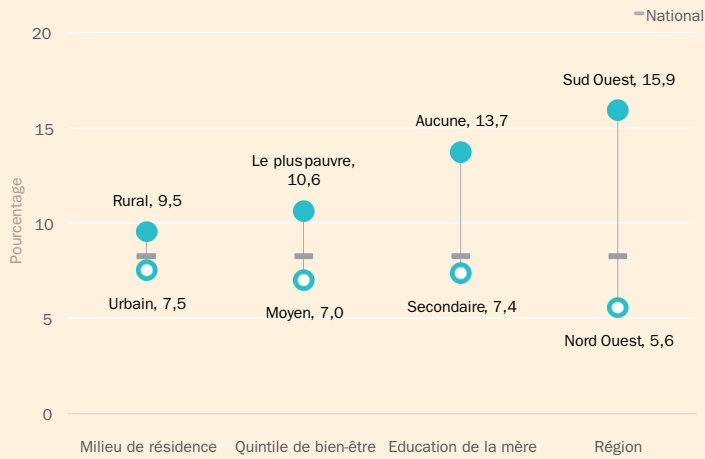 National
20
15
10
5
0
Pourcentage
Rural, 9,5
Urbain, 7,5
Le plus pauvre,
10,6
Moyen, 7,0
Aucune, 13,7
Secondaire, 7,4
Sud Ouest, 15,9
Nord Ouest, 5,6
Milieu de résidence
Quintile de bien-être
Education de la mère
Région